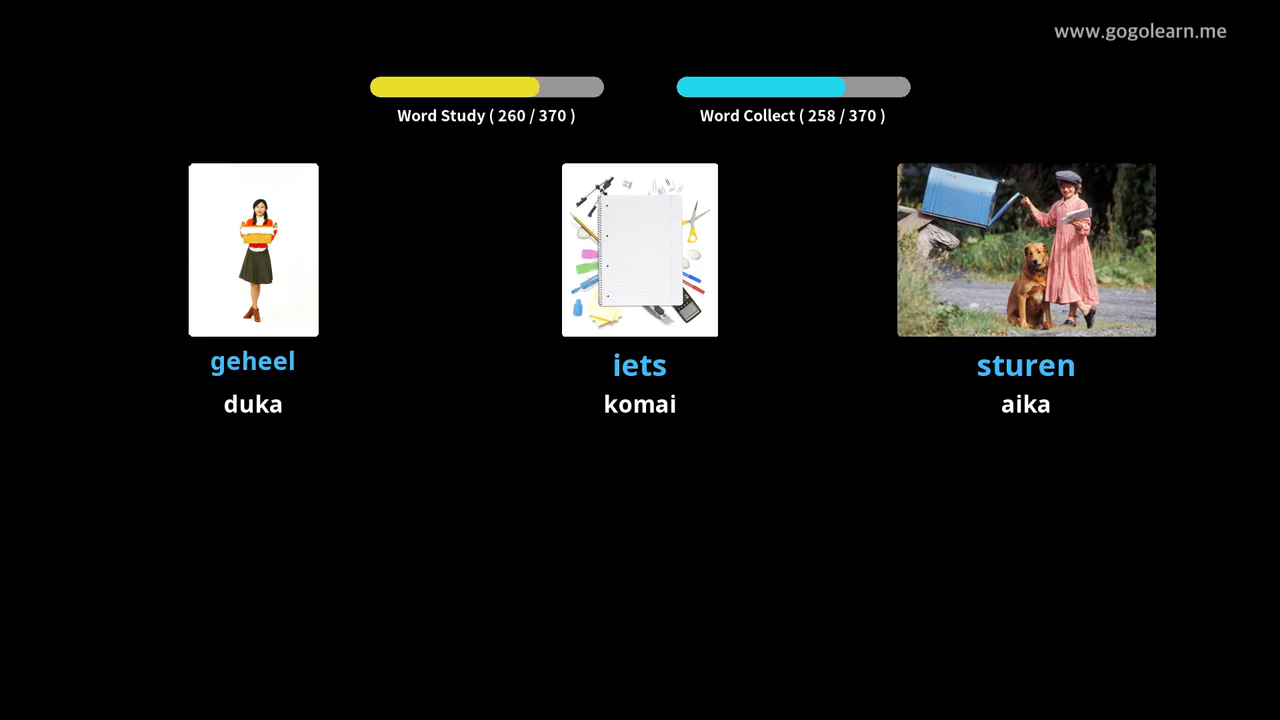 www.gogolearn.me
Word Study ( 260 / 370 )
Word Collect ( 258 / 370 )
geheel
duka
iets
komai
sturen
aika